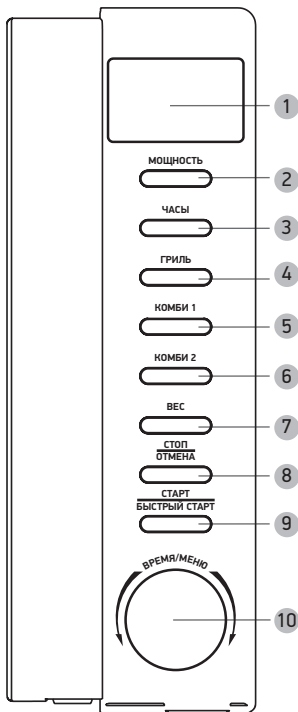 1
МОЩНОСТЬ
2
ЧАСЫ
3
ГРИЛЬ
4
КОМБИ 1
5
КОМБИ 2
6
ВЕС
7
СТОП
ОТМЕНА
8
СТАРТ
БЫСТРЫЙ СТАРТ
9
ВРЕМЯ/МЕНЮ
10